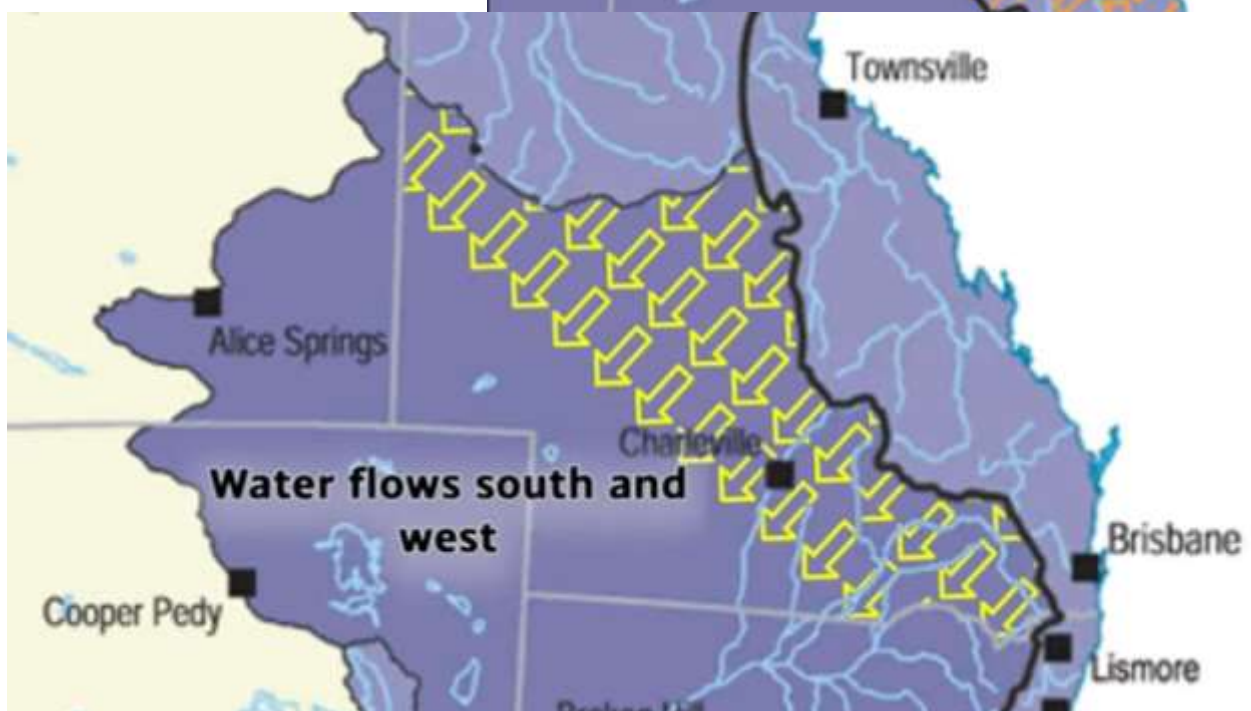 Townsville
Alice Springs
Charleville
Water flows south and
west
Brisbane
Cooper Pedy
Lismore